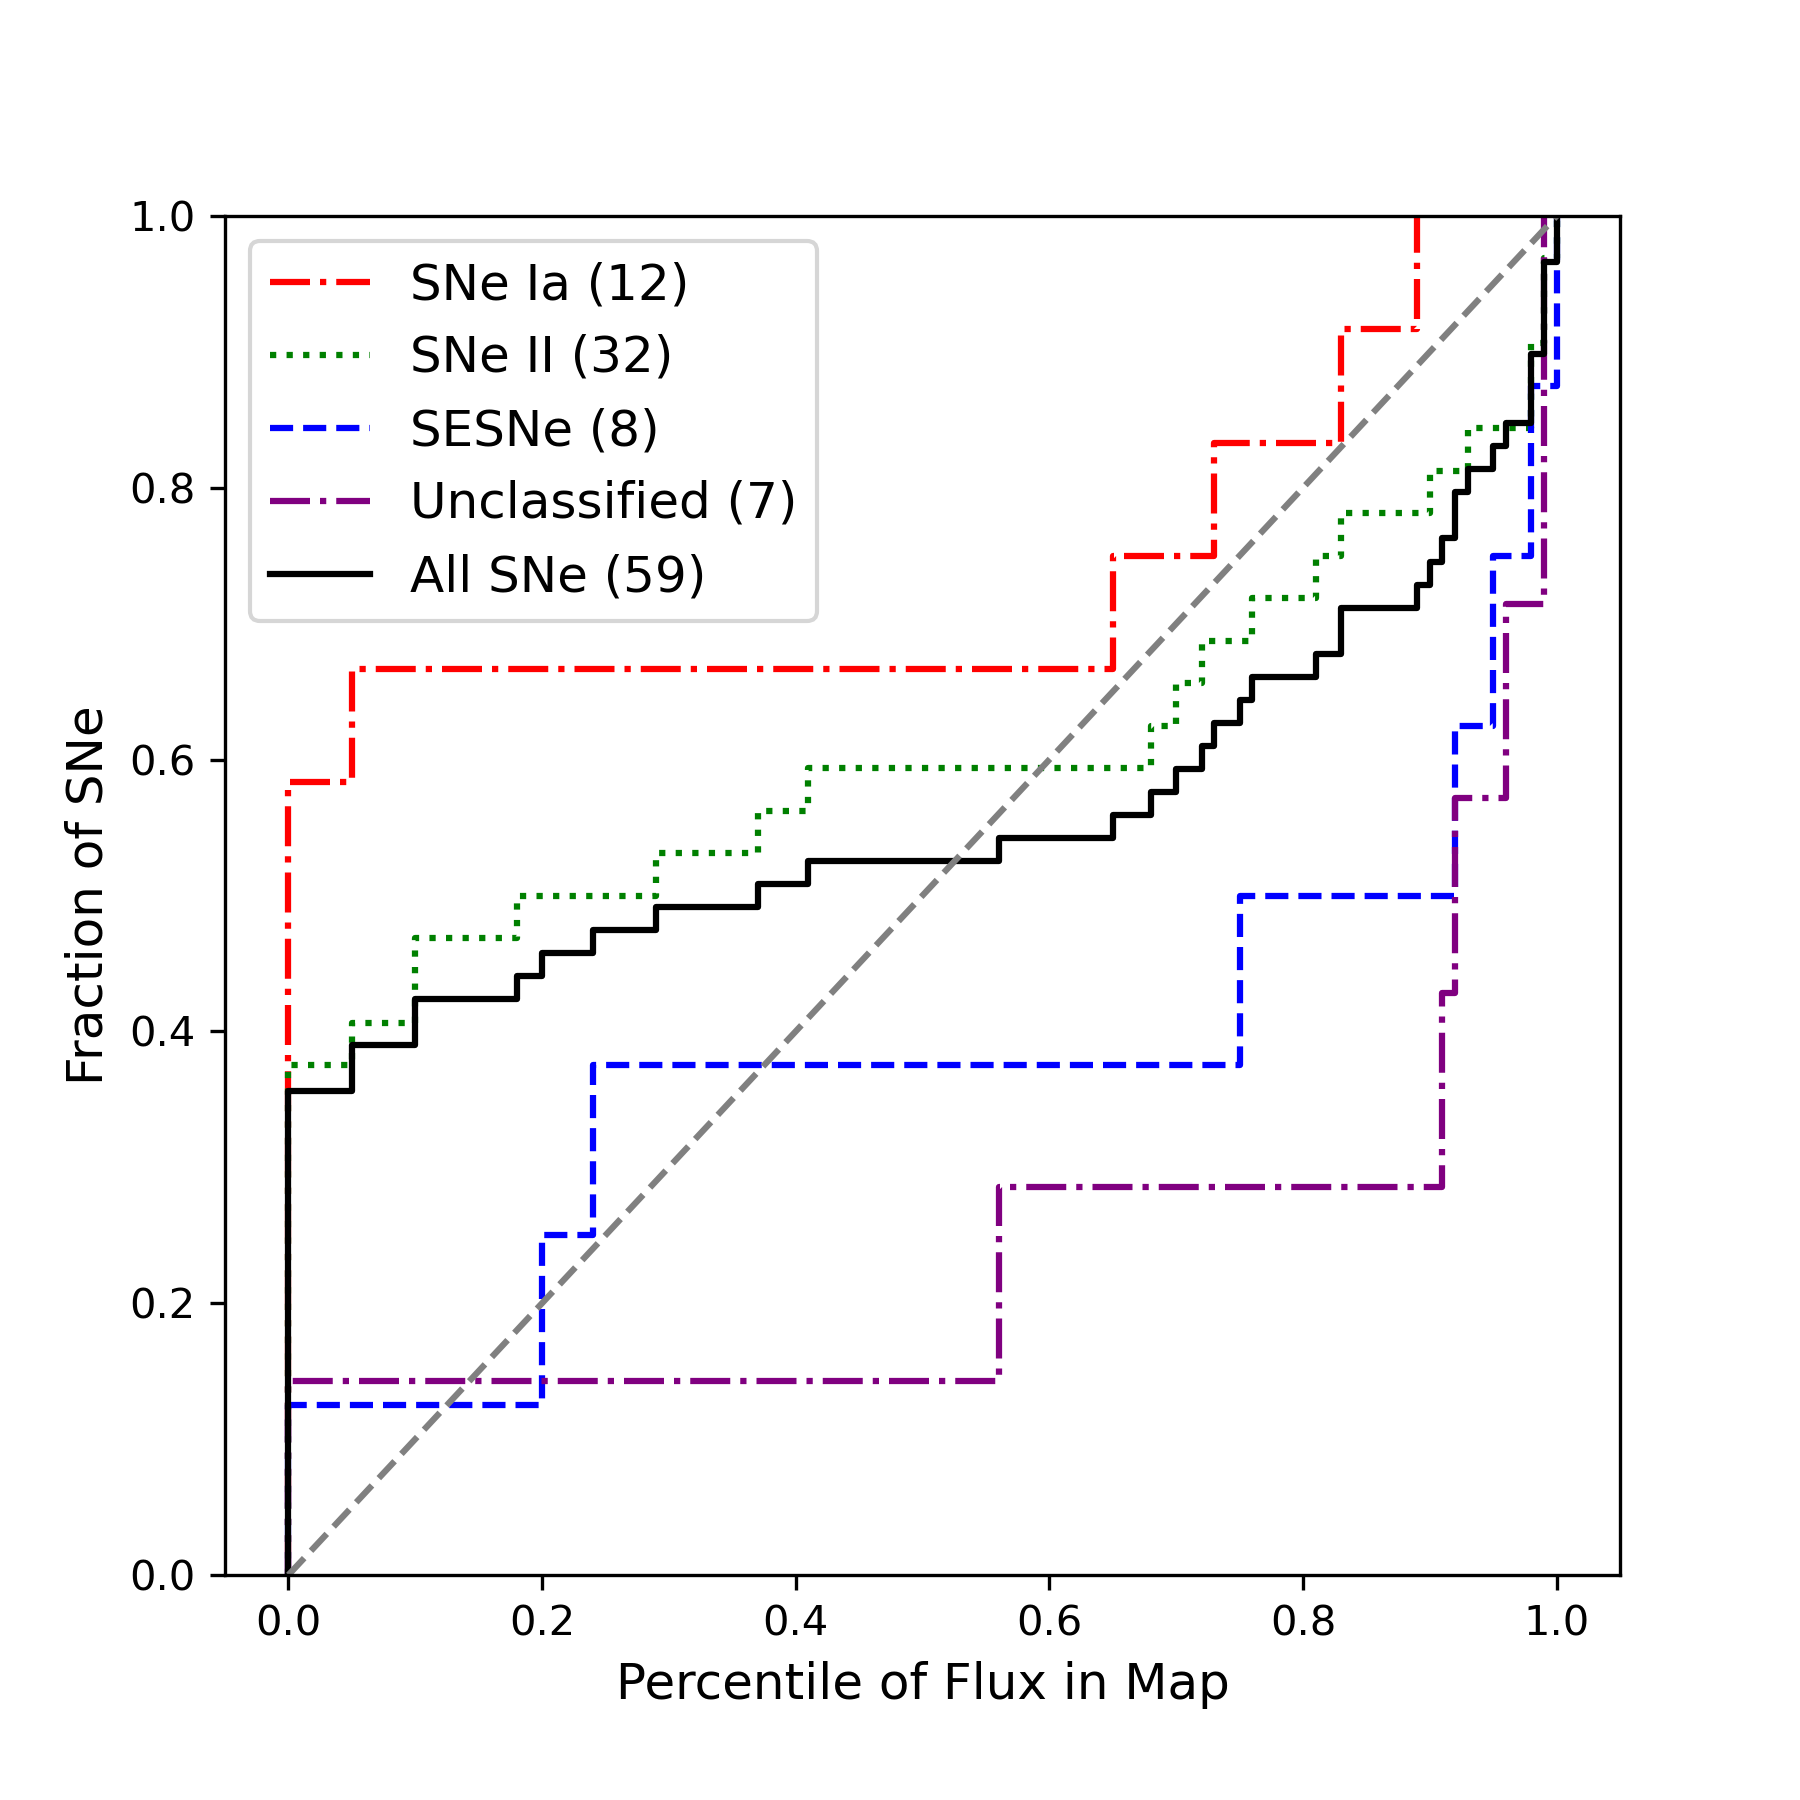 1.0
0.8
0.6
0.4
0.2
0.0
Fraction of SNe
SNe Ia (12)
SNe II (32)
SESNe (8)
Unclassified (7)
All SNe (59)
0.0 0.2 0.4 0.6 0.8 1.0
Percentile of Flux in Map